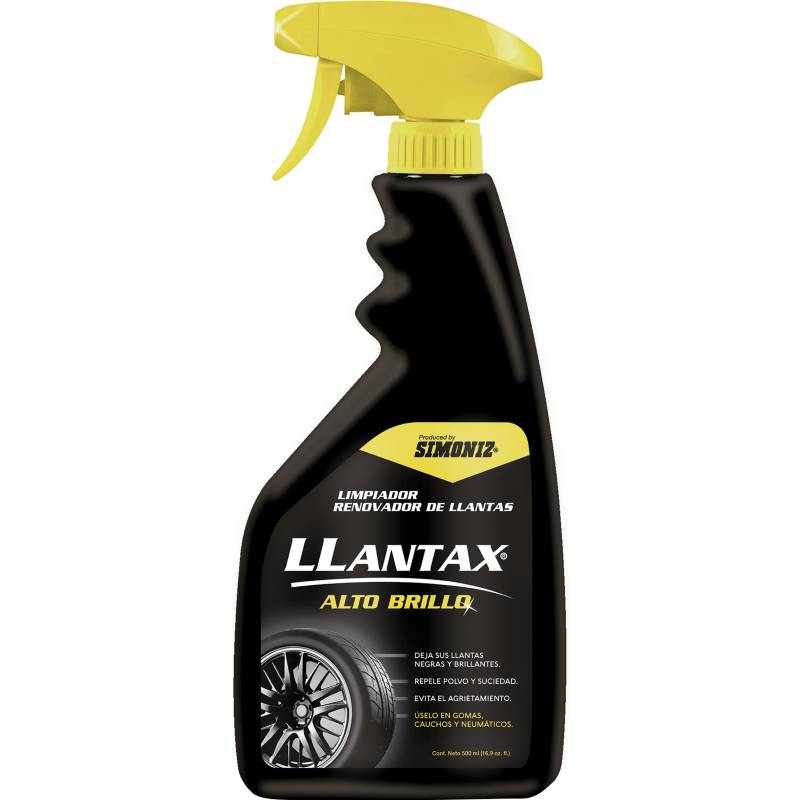 Produced by
SIMONIZ®
LIMPIADOR
RENOVADOR DE LLANTAS
LLANTAX®
ALTO BRILLO
DEJA SUS LLANTAS
NEGRAS Y BRILLANTES.
REPELE POLVO Y SUCIEDAD.
EVITA EL AGRIETAMIENTO.
ÚSELO EN GOMAS,
CAUCHOS Y NEUMÁTICOS.
Cont. Neto 500 ml (16,9 oz. fl.)